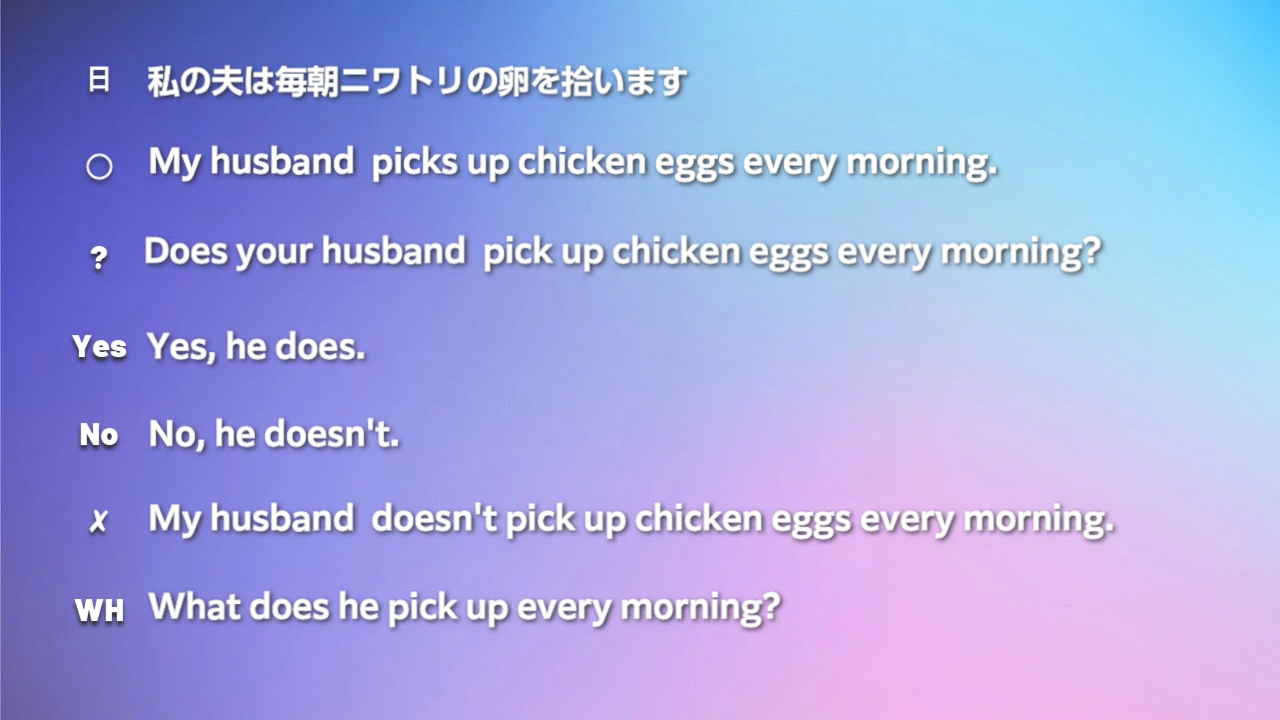 日 私の夫は毎朝ニワトリの卵を拾います
○ My husband picks up chicken eggs every morning.
? Does your husband pick up chicken eggs every morning?
Yes Yes, he does.
No No, he doesn't.
✗ My husband doesn't pick up chicken eggs every morning.
WH What does he pick up every morning?